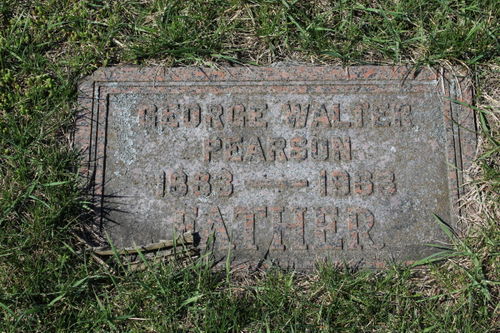 GEORGE WALTER
PEARSON
1883 — 1963
FATHER